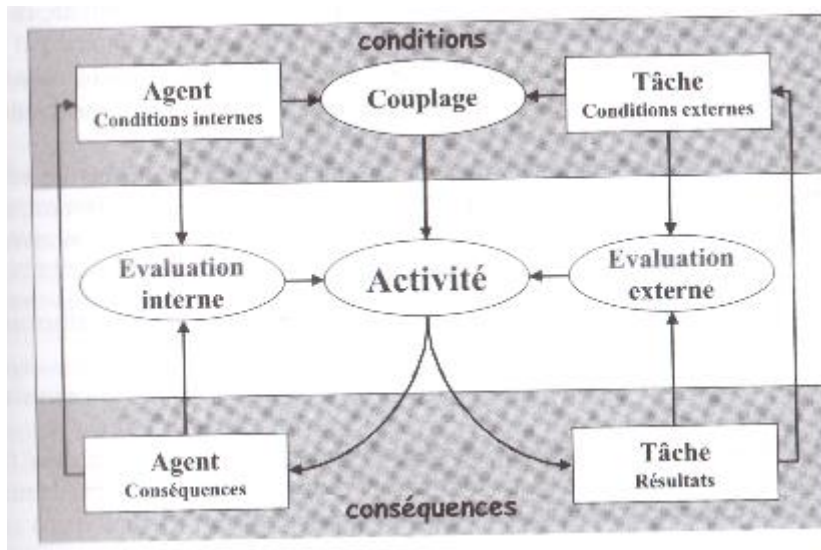 conditions
Agent
Conditions internes
Couplage
Tâche
Conditions externes
Evaluation
interne
Activité
Evaluation
externe
Agent
Conséquences
Tâche
Résultats
conséquences